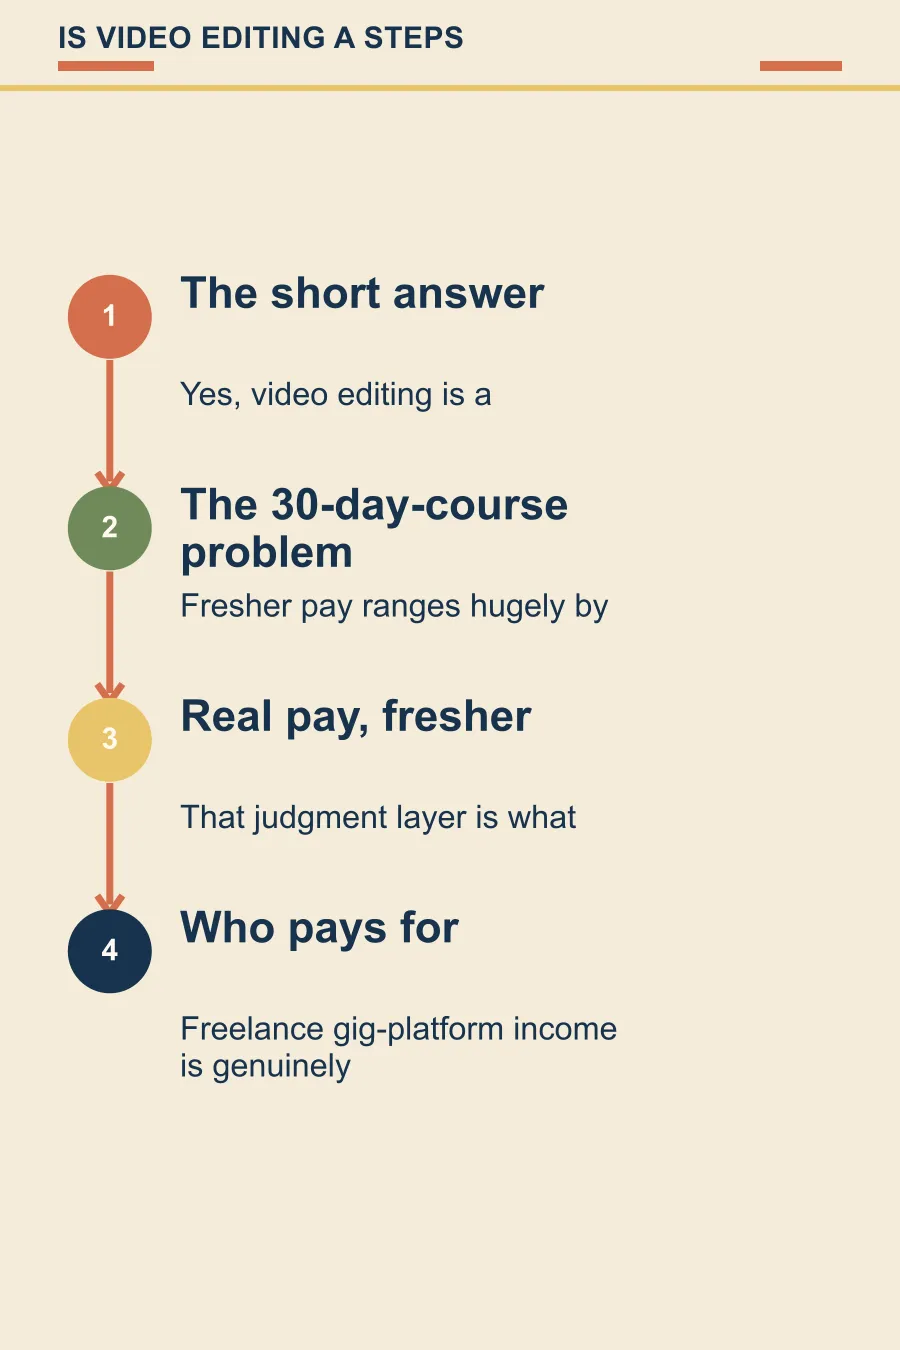 IS VIDEO EDITING A STEPS
1
The short answer
Yes, video editing is a
2
The 30-day-course
problem
Fresher pay ranges hugely by
3
Real pay, fresher
That judgment layer is what
4
Who pays for
Freelance gig-platform income
is genuinely